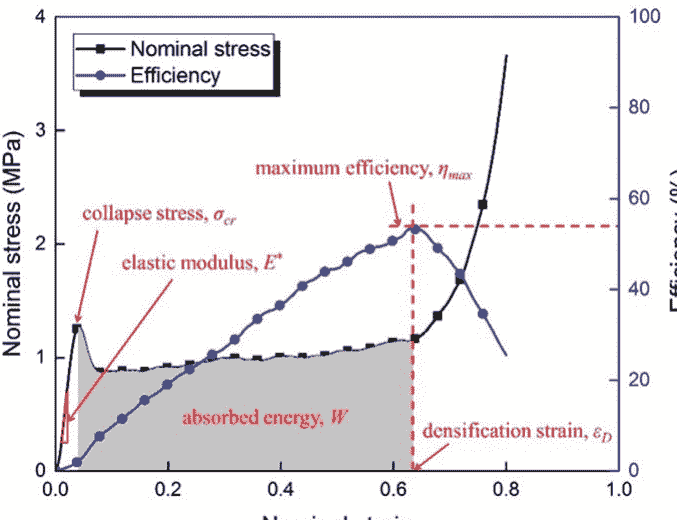 4
3
2
1
0
Nominal stress (MPa)
Nominal stress
Efficiency
maximum efficiency, ηmax
collapse stress, σcr
elastic modulus, E*
absorbed energy, W
densification strain, εD
100
80
60
40
20
0
Efficiency (%)
0.0
0.2
0.4
0.6
0.8
1.0